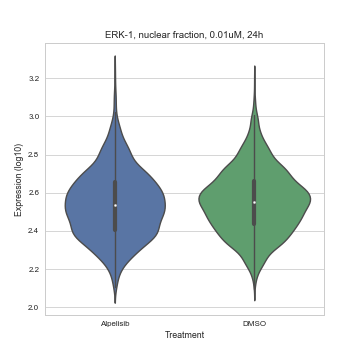 ERK-1, nuclear fraction, 0.01uM, 24h
Expression (log10)
3.2
3.0
2.8
2.6
2.4
2.2
2.0
Alpelisib
DMSO
Treatment